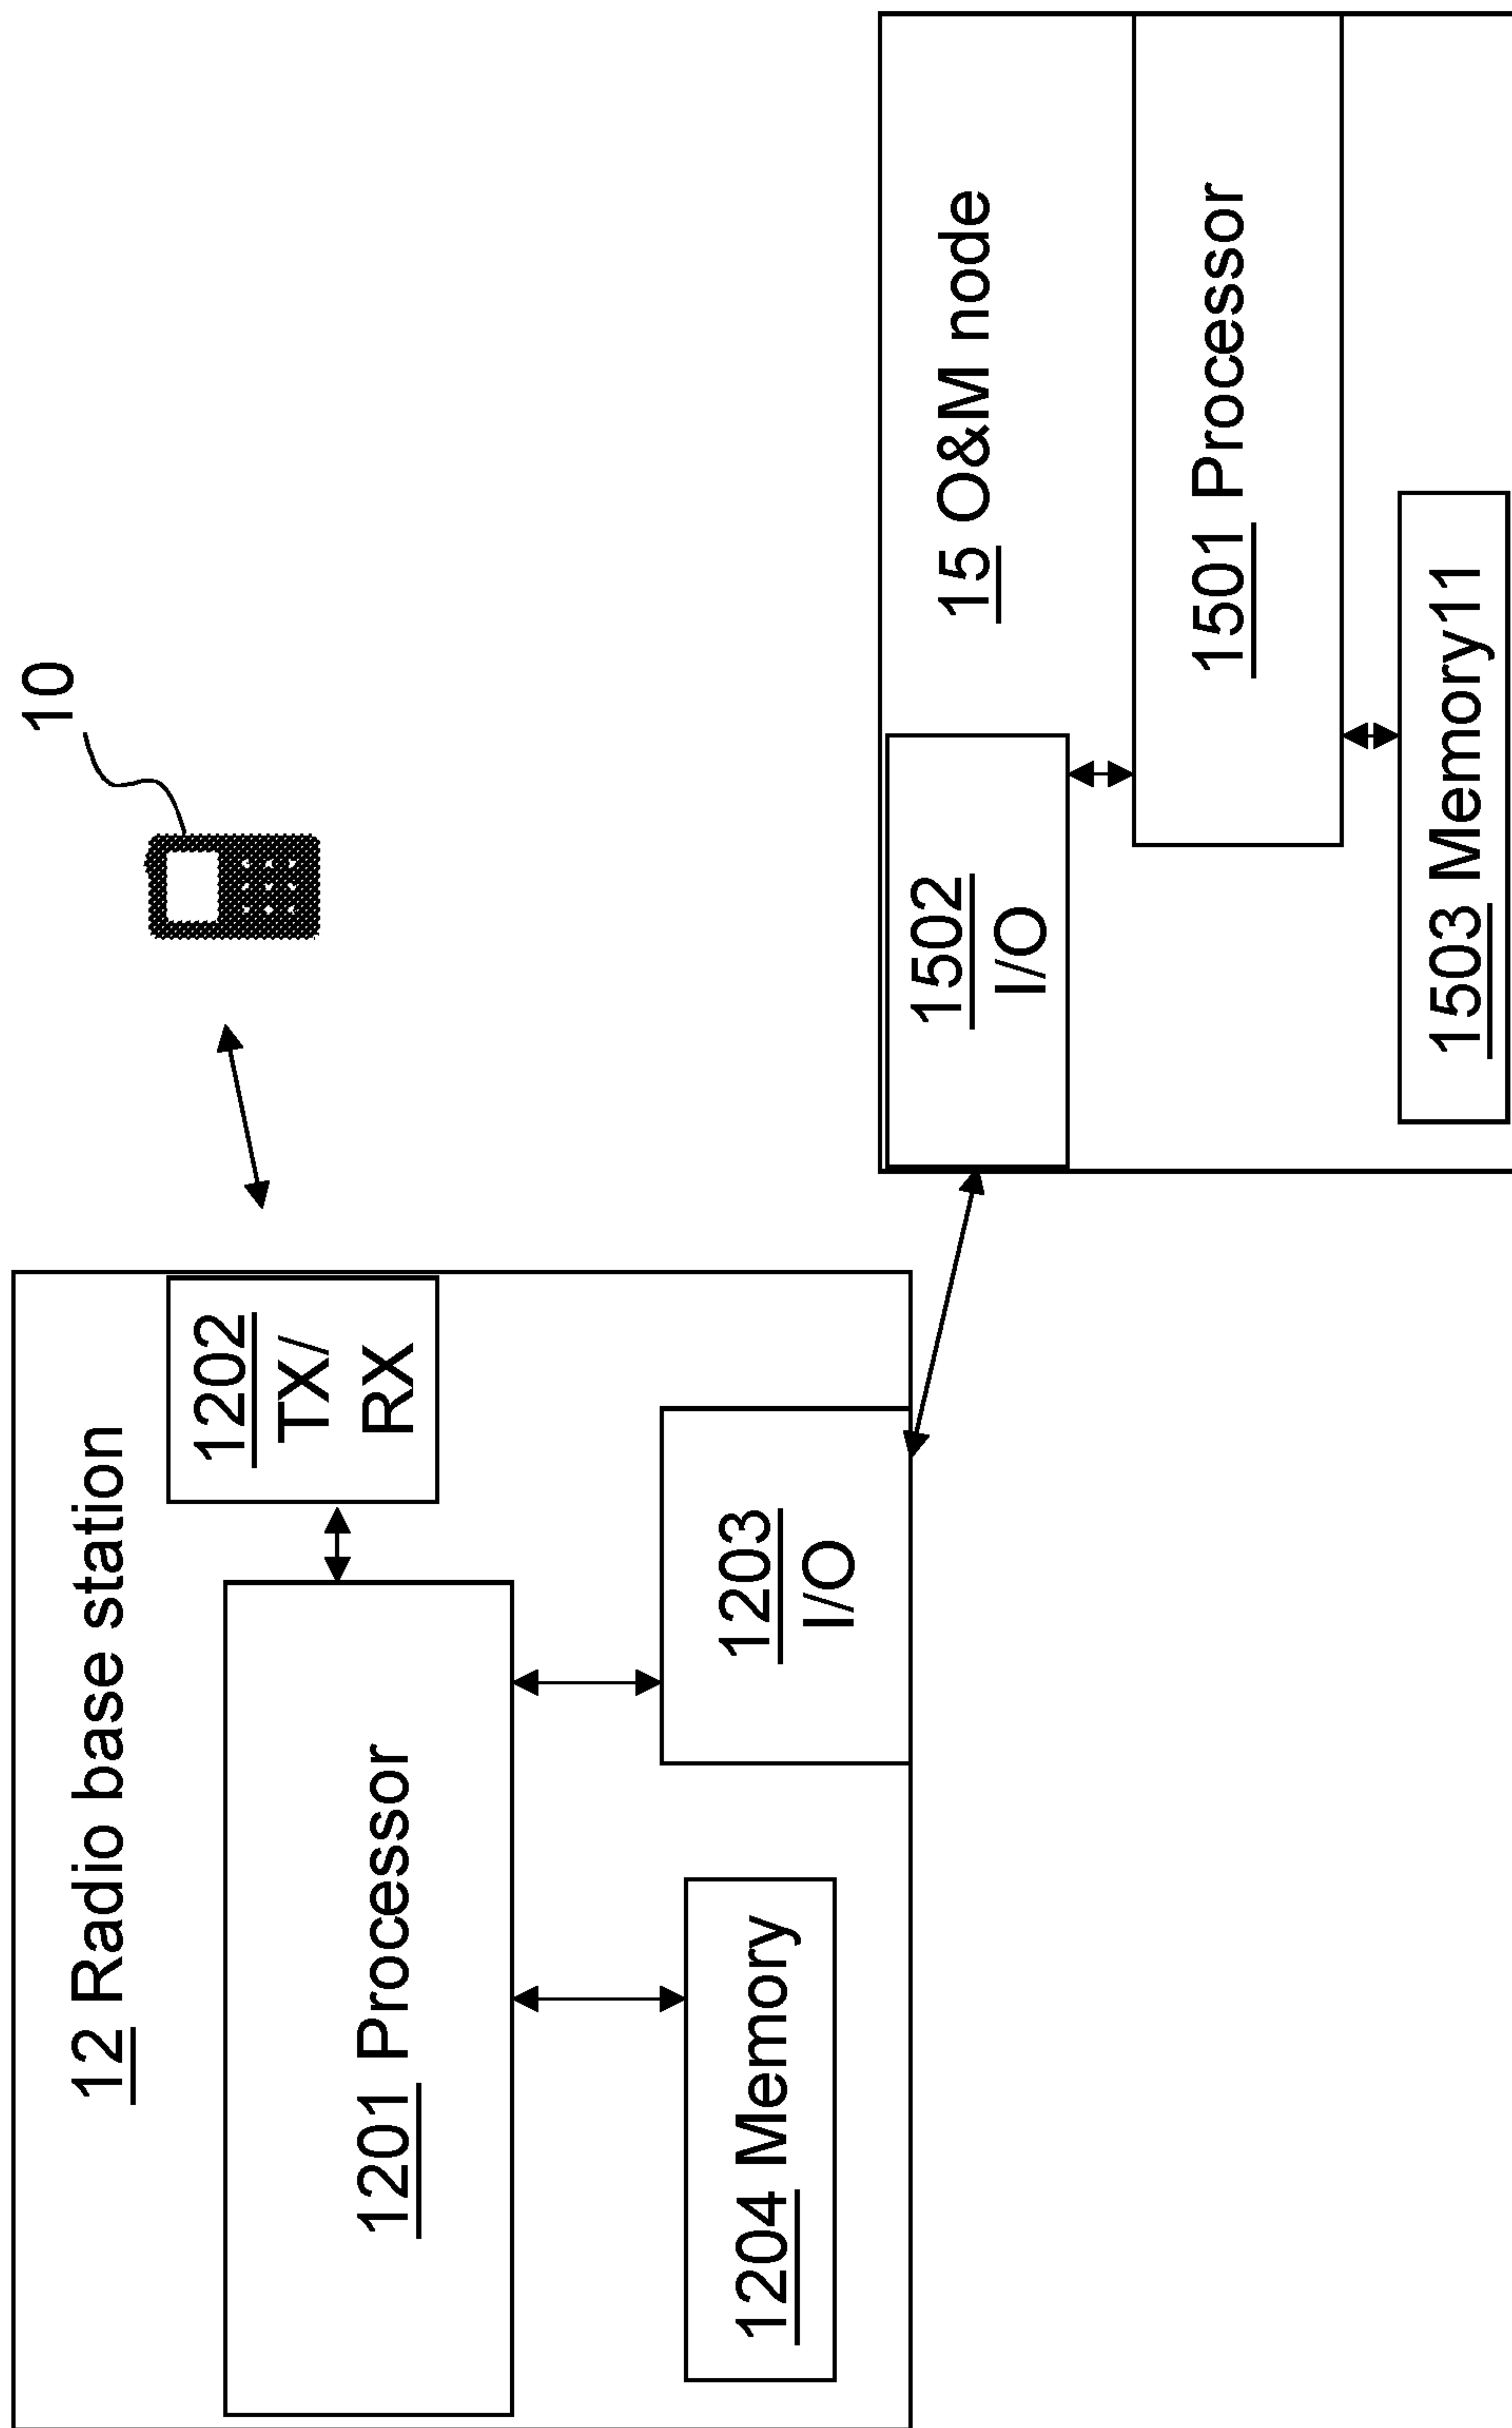 12 Radio base station
1202
TX/
RX
1201 Processor
1203
I/O
1204 Memory
10
15 O&M node
1502
I/O
1501 Processor
1503 Memory11